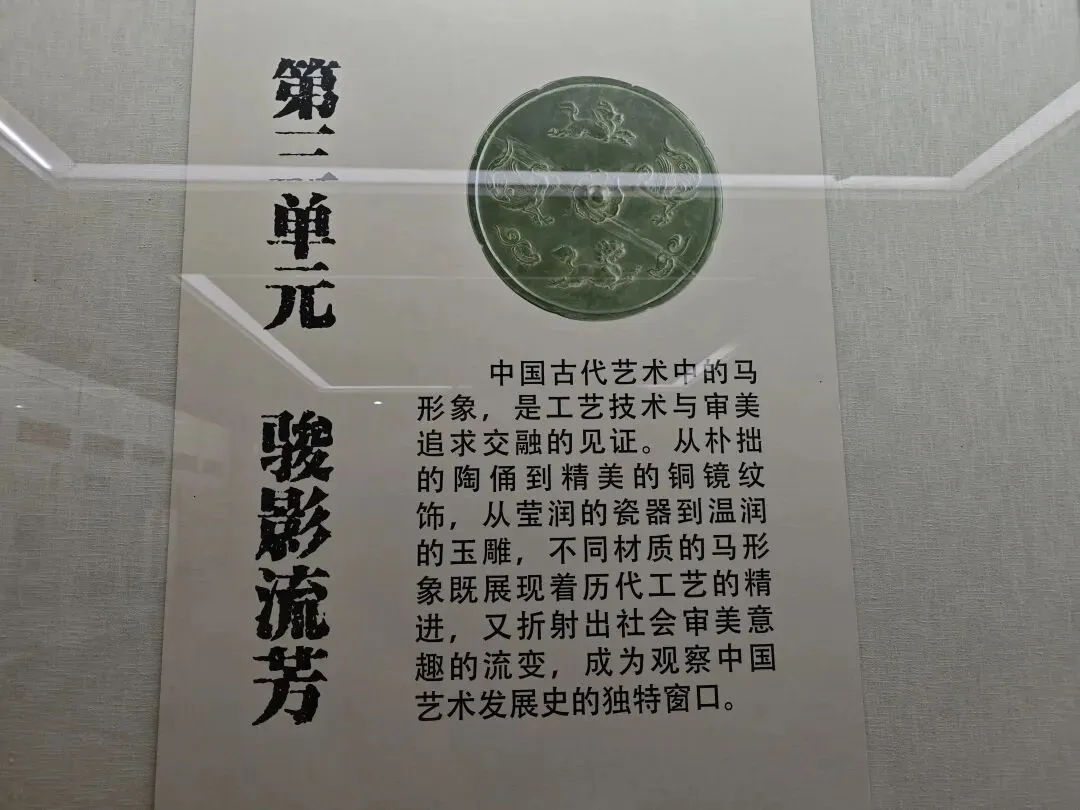 第三单元
骏影流芳
中国古代艺术中的马
形象，是工艺技术与审美
追求交融的见证。从朴拙
的陶俑到精美的铜镜纹
饰，从莹润的瓷器到温润
的玉雕，不同材质的马形
象既展现着历代工艺的精
进，又折射出社会审美意
趣的流变，成为观察中国
艺术发展史的独特窗口。